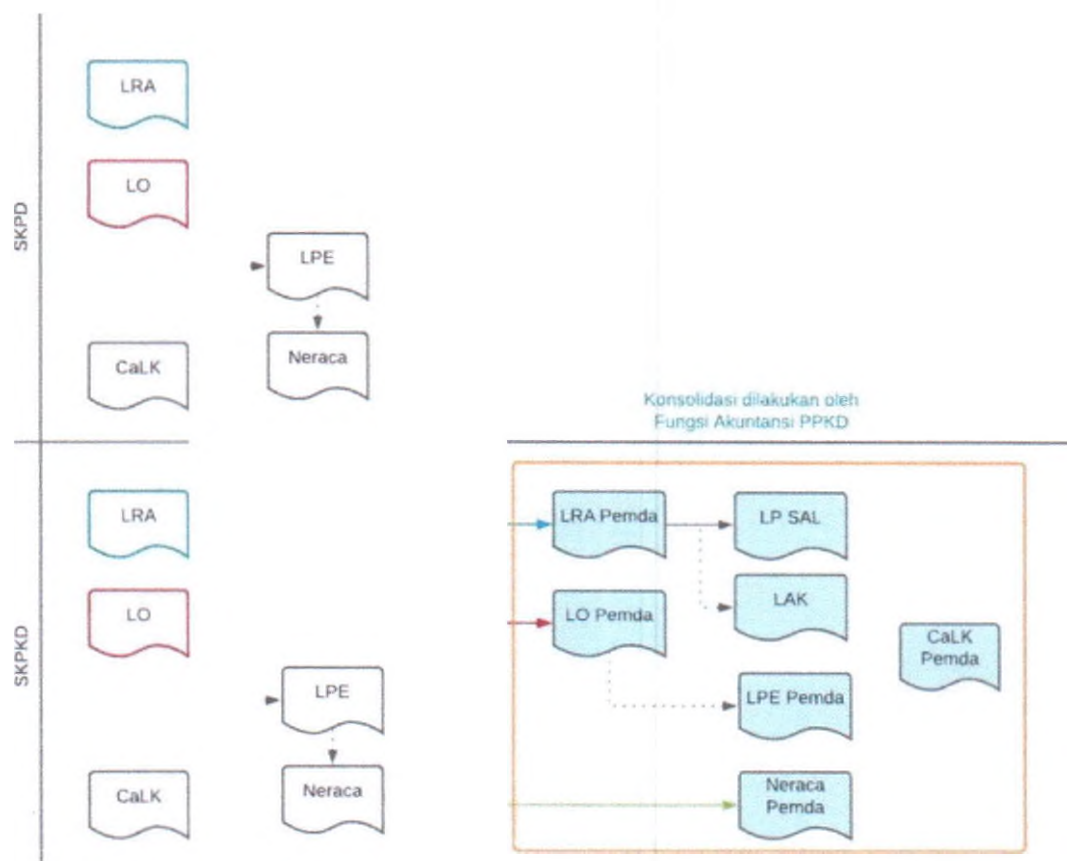 SKPD
LRA
LO
LPE
CaLK
Neraca
Konsolidasi dilakukan oleh
Fungsi Akuntansi PPKD
SKPKD
LRA
LO
LPE
CaLK
Neraca
LRA Pemda
LP SAL
LO Pemda
LAK
CaLK
Pemda
LPE Pemda
Neraca
Pemda